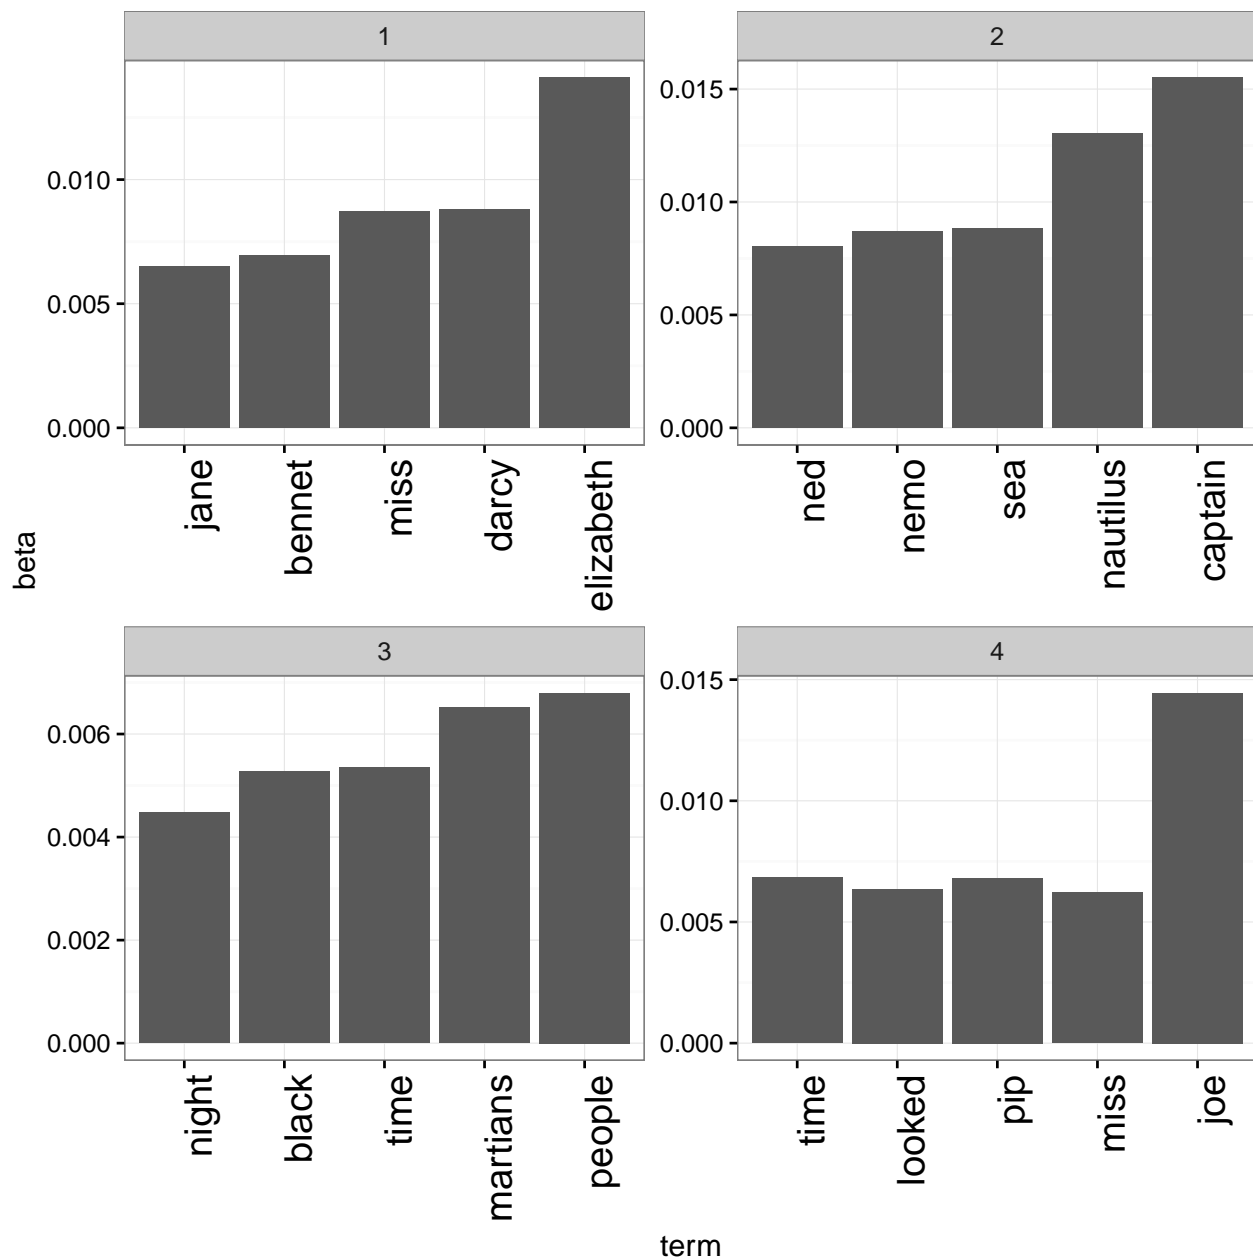 1
2
0.010
0.005
0.000
0.015
0.010
0.005
0.000
jane
bennet
miss
darcy
elizabeth
ned
nemo
sea
nautilus
captain
beta
3
4
0.006
0.004
0.002
0.000
0.015
0.010
0.005
0.000
night
black
time
martians
people
time
looked
pip
miss
joe
term